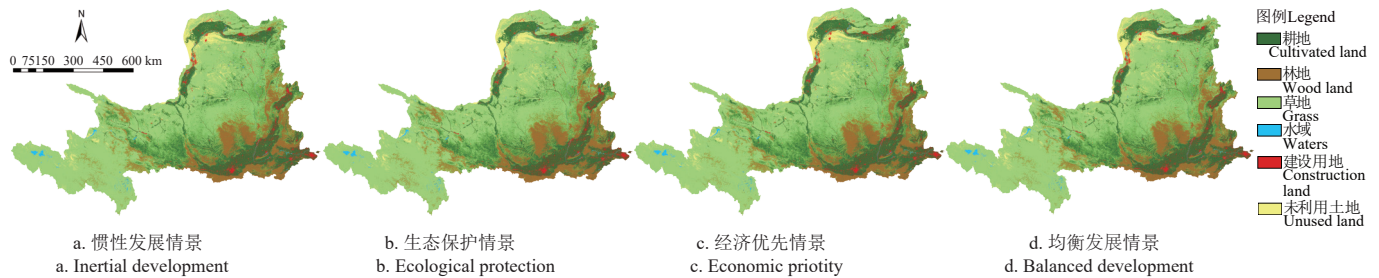 N
0 75150 300 450 600 km
图例Legend
耕地
Cultivated land
林地
Wood land
草地
Grass
水域
Waters
建设用地
Construction
land
未利用土地
Unused land
a. 惯性发展情景
a. Inertial development
b. 生态保护情景
b. Ecological protection
c. 经济优先情景
c. Economic priotity
d. 均衡发展情景
d. Balanced development